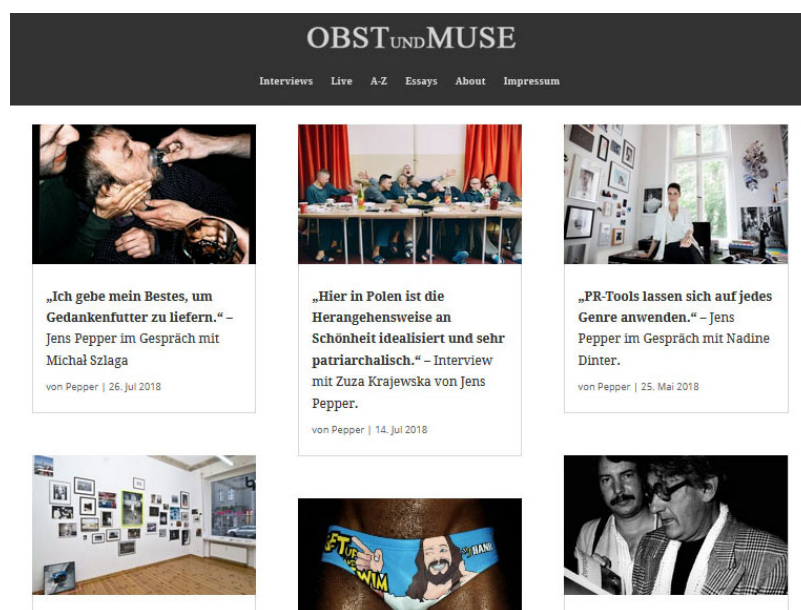 OBST UND MUSE
Interviews Live A-Z Essays About Impressum
„Ich gebe mein Bestes, um
Gedankenfutter zu liefern.“ –
Jens Pepper im Gespräch mit
Michał Szlaga
von Pepper | 26. Jul 2018
„Hier in Polen ist die
Herangehensweise an
Schönheit idealisiert und sehr
patriarchalisch.“ – Interview
mit Zuza Krajewska von Jens
Pepper.
von Pepper | 14. Jul 2018
„PR-Tools lassen sich auf jedes
Genre anwenden.“ – Jens
Pepper im Gespräch mit Nadine
Dinter.
von Pepper | 25. Mai 2018